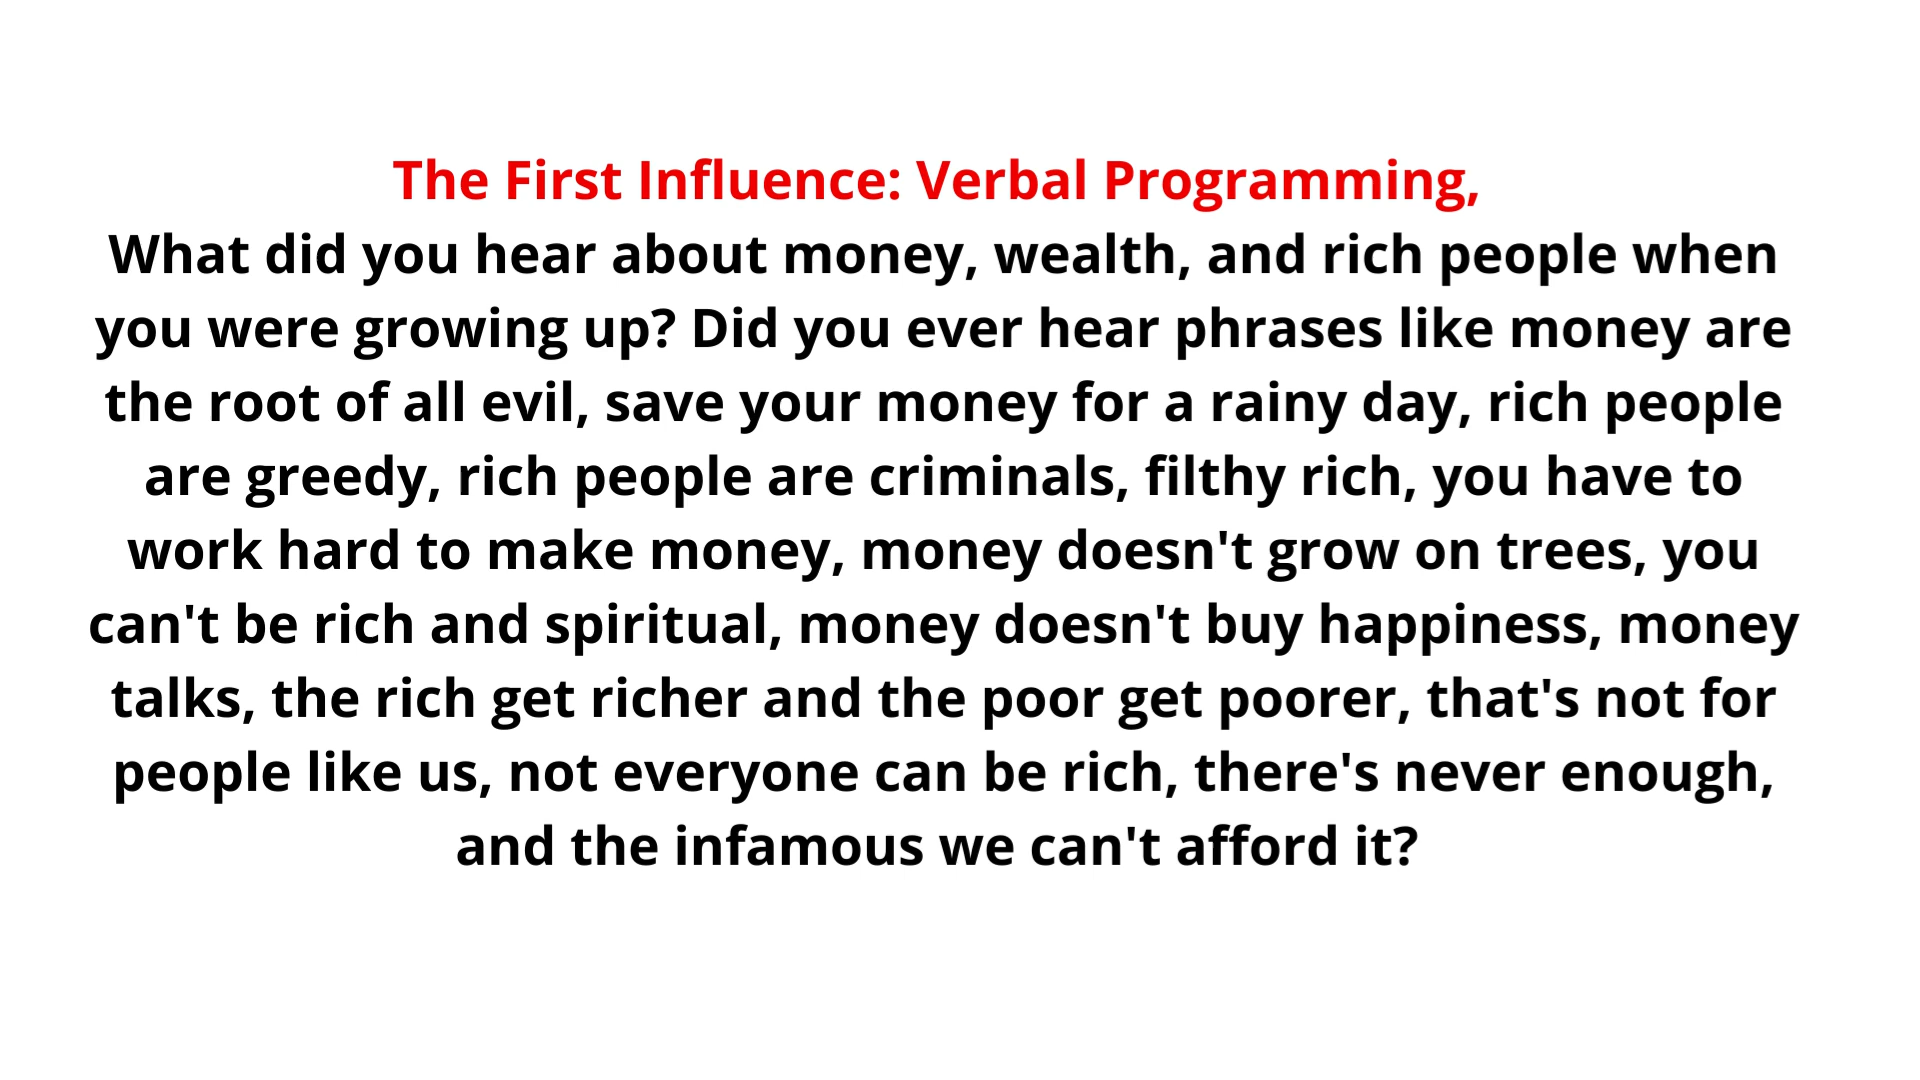 The First Influence: Verbal Programming,
What did you hear about money, wealth, and rich people when
you were growing up? Did you ever hear phrases like money are
the root of all evil, save your money for a rainy day, rich people
are greedy, rich people are criminals, filthy rich, you have to
work hard to make money, money doesn't grow on trees, you
can't be rich and spiritual, money doesn't buy happiness, money
talks, the rich get richer and the poor get poorer, that's not for
people like us, not everyone can be rich, there's never enough,
and the infamous we can't afford it?